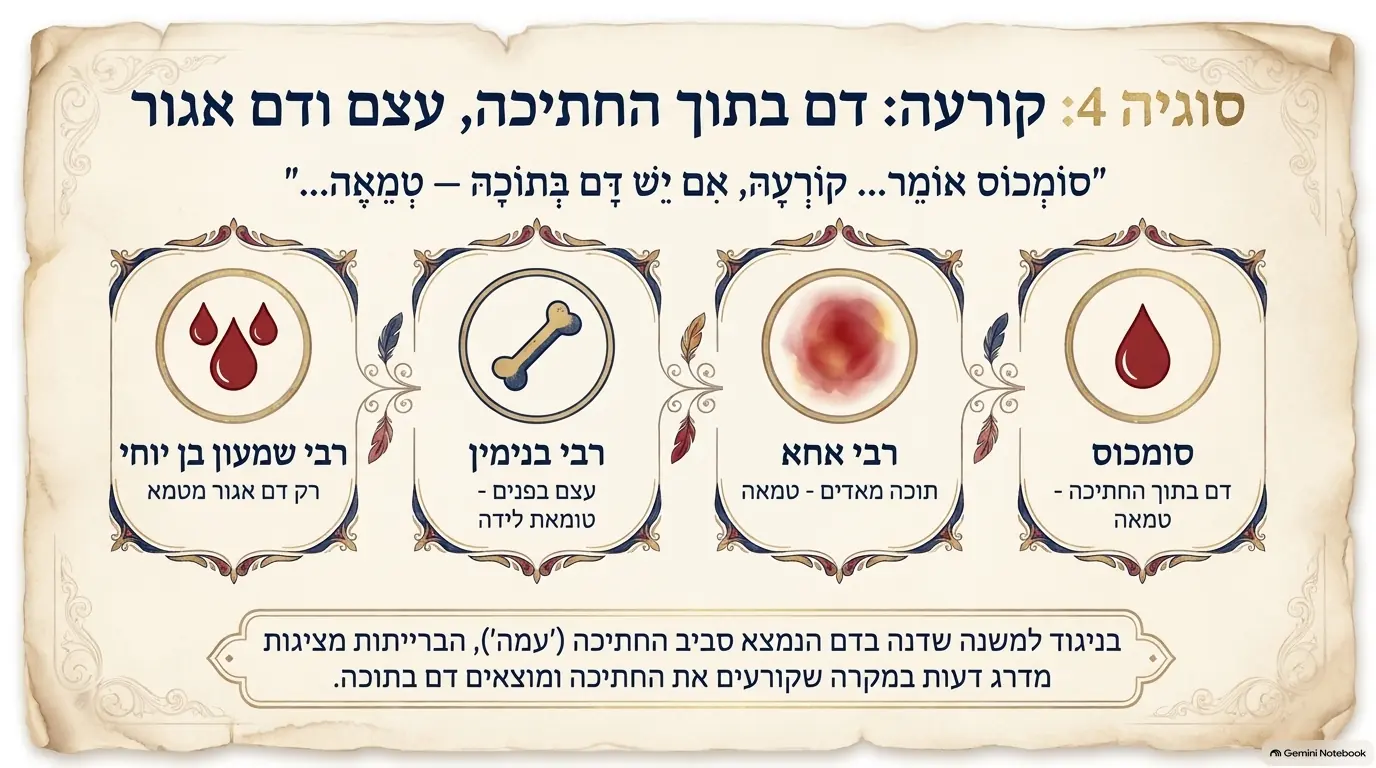 סוגיה 4: קורעה: דם בתוך החתיכה, עצם ודם אגור
"סוֹמְכוֹס אוֹמֵר... קוֹרְעָהּ, אִם יֵשׁ דָּם בְּתוֹכָהּ – טְמֵאָה..."
סומכוס
דם בתוך החתיכה -
טמאה
רבי אחא
תוכה מאדים - טמאה
רבי בנימין
עצם בפנים -
טומאת לידה
רבי שמעון בן יוחי
רק דם אגור מטמא
בניגוד למשנה שדנה בדם הנמצא סביב החתיכה ('עמה'), הברייתות מציגות
מדרג דעות במקרה שקורעים את החתיכה ומוצאים דם בתוכה.
Gemini Notebook